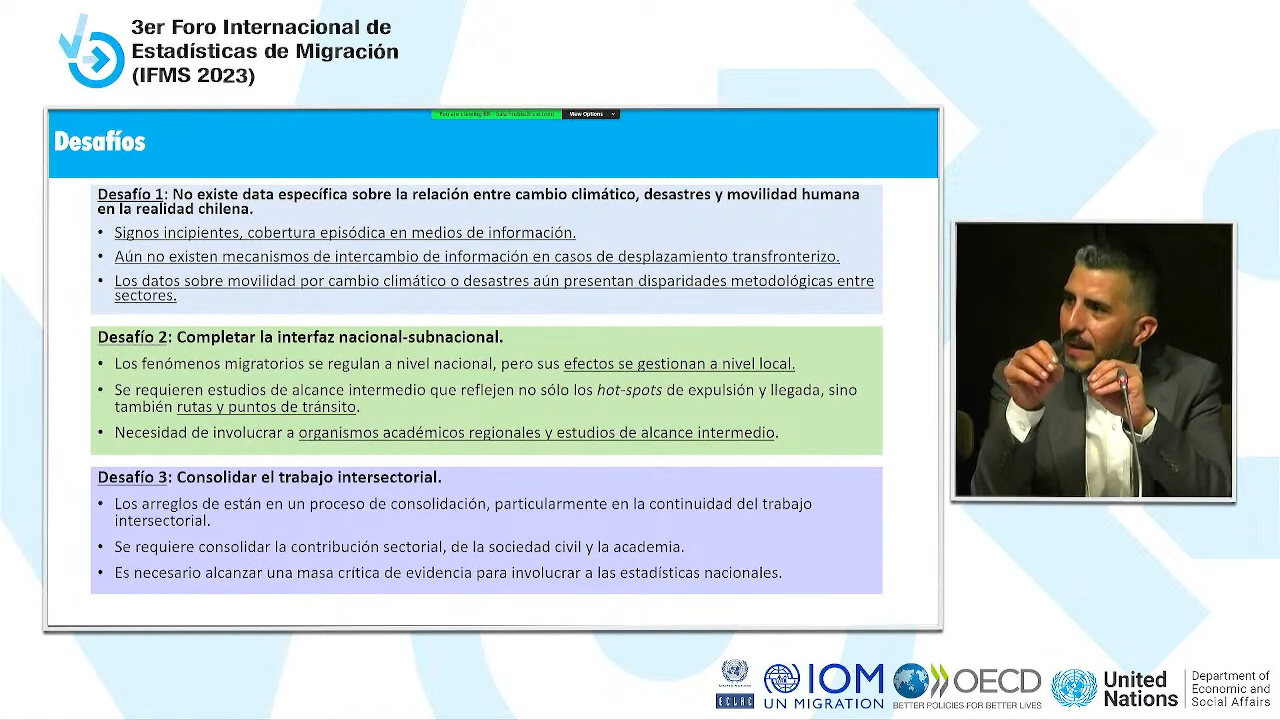 3er Foro Internacional de
Estadísticas de Migración
(IFMS 2023)
You are viewing BR - Sala Prebisch's screen View Options
Desafíos
Desafío 1: No existe data específica sobre la relación entre cambio climático, desastres y movilidad humana
en la realidad chilena.
• Signos incipientes, cobertura episódica en medios de información.
• Aún no existen mecanismos de intercambio de información en casos de desplazamiento transfronterizo.
• Los datos sobre movilidad por cambio climático o desastres aún presentan disparidades metodológicas entre
sectores.
Desafío 2: Completar la interfaz nacional-subnacional.
• Los fenómenos migratorios se regulan a nivel nacional, pero sus efectos se gestionan a nivel local.
• Se requieren estudios de alcance intermedio que reflejen no sólo los hot-spots de expulsión y llegada, sino
también rutas y puntos de tránsito.
• Necesidad de involucrar a organismos académicos regionales y estudios de alcance intermedio.
Desafío 3: Consolidar el trabajo intersectorial.
• Los arreglos de están en un proceso de consolidación, particularmente en la continuidad del trabajo
intersectorial.
• Se requiere consolidar la contribución sectorial, de la sociedad civil y la academia.
• Es necesario alcanzar una masa crítica de evidencia para involucrar a las estadísticas nacionales.
ECLAC
IOM
UN MIGRATION
OECD
BETTER POLICIES FOR BETTER LIVES
United
Nations
Department of
Economic and
Social Affairs